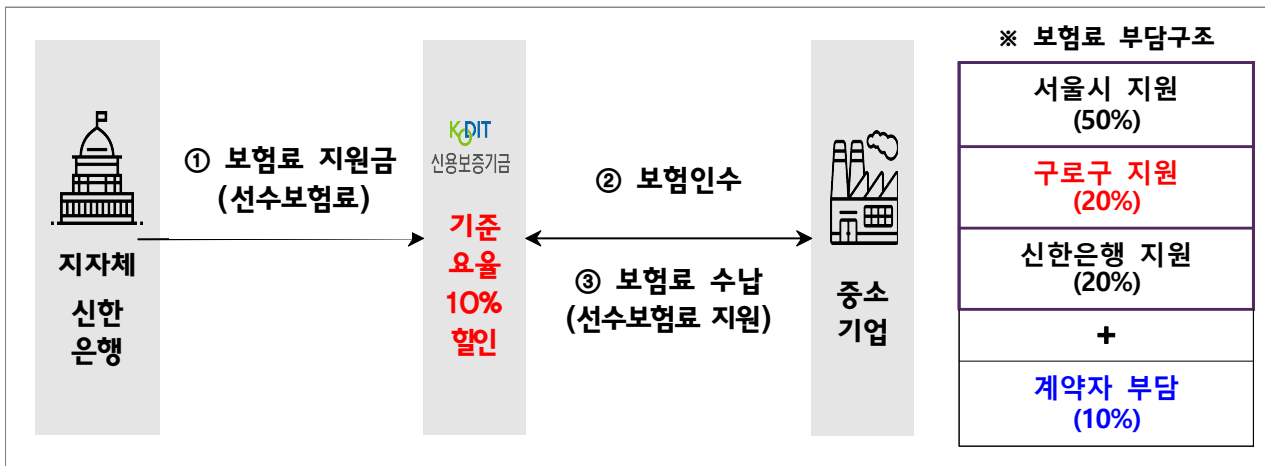 ※ 보험료 부담구조
지자체
신한
은행
① 보험료 지원금
(선수보험료)
KODIT
신용보증기금
기준
요율
10%
할인
② 보험인수
③ 보험료 수납
(선수보험료 지원)
중소
기업
서울시 지원
(50%)
구로구 지원
(20%)
신한은행 지원
(20%)
+
계약자 부담
(10%)